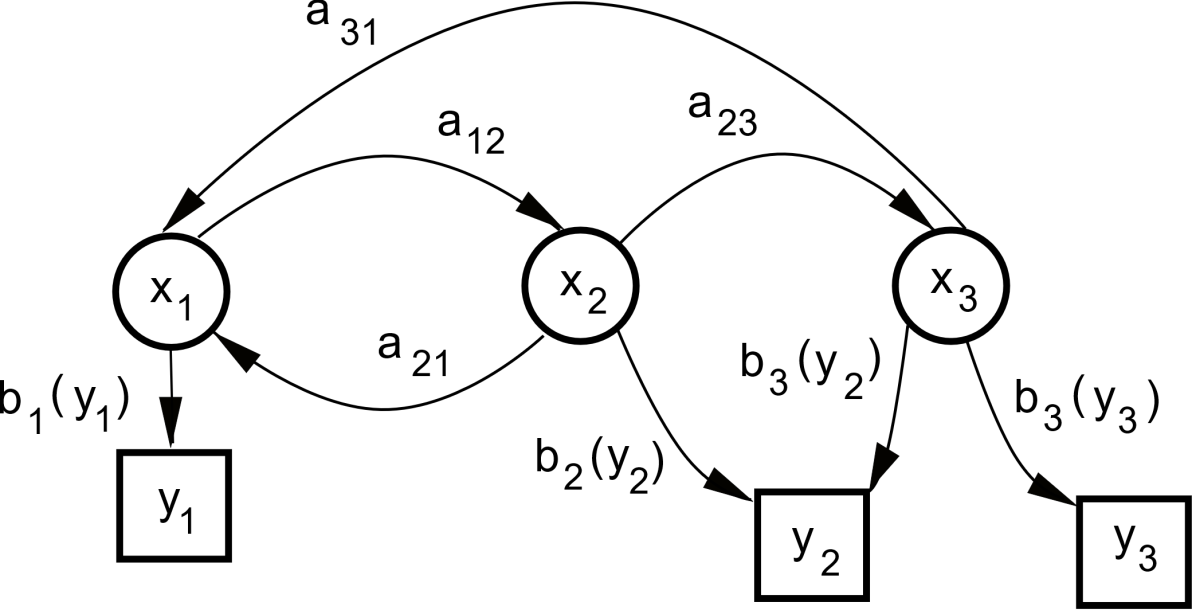 a 31
a 12
a 23
x 1
x 2
x 3
a 21
b 1 (y 1)
b 3 (y 2)
b 3 (y 3)
b 2 (y 2)
y 1
y 2
y 3